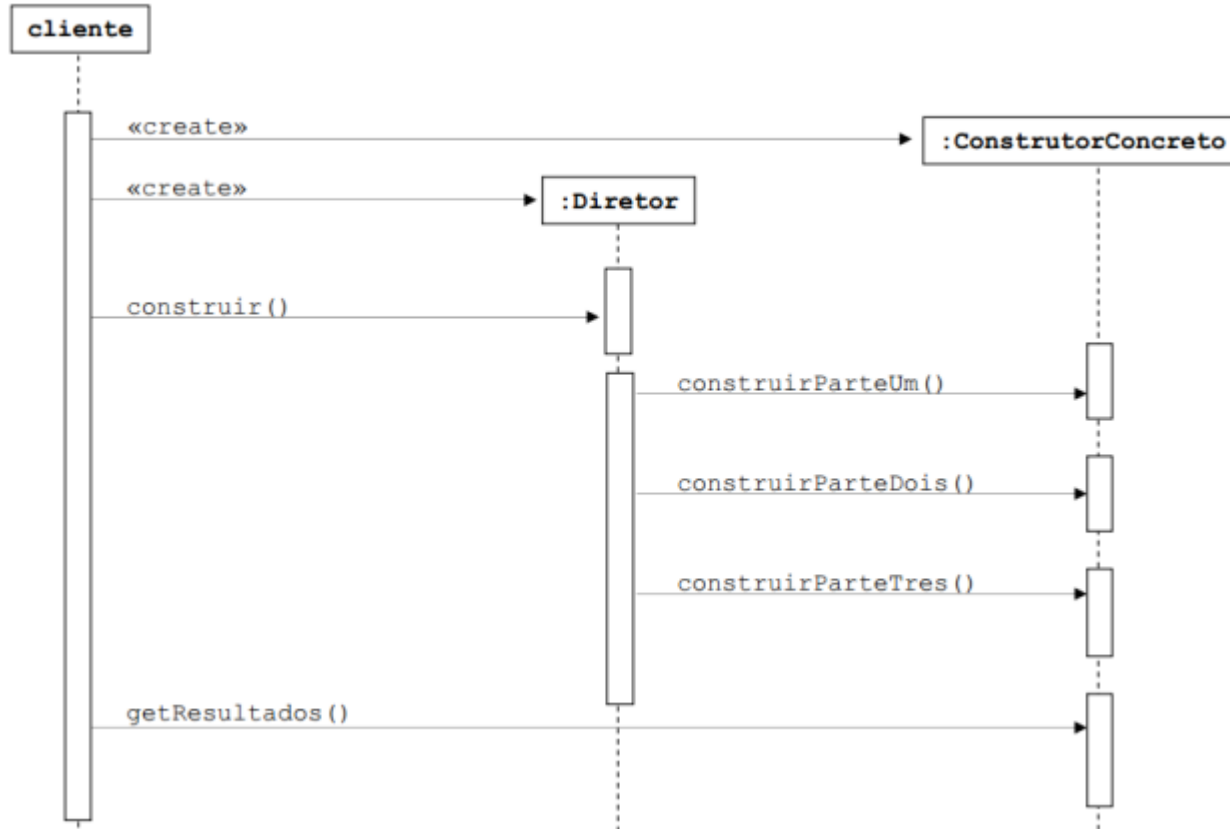 cliente
«create»
:ConstrutorConcreto
«create»
:Diretor
construir()
construirParteUm()
construirParteDois()
construirParteTres()
getResultados()